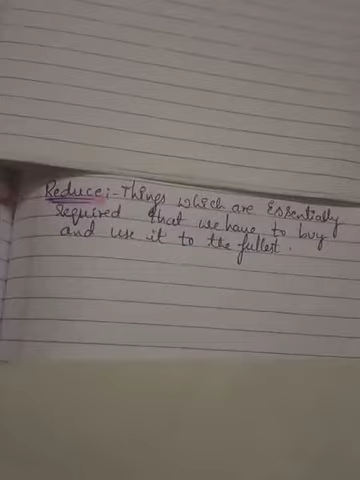 Reduce:- Things which are Essentially
required that we have to buy
and use it to the fullest.